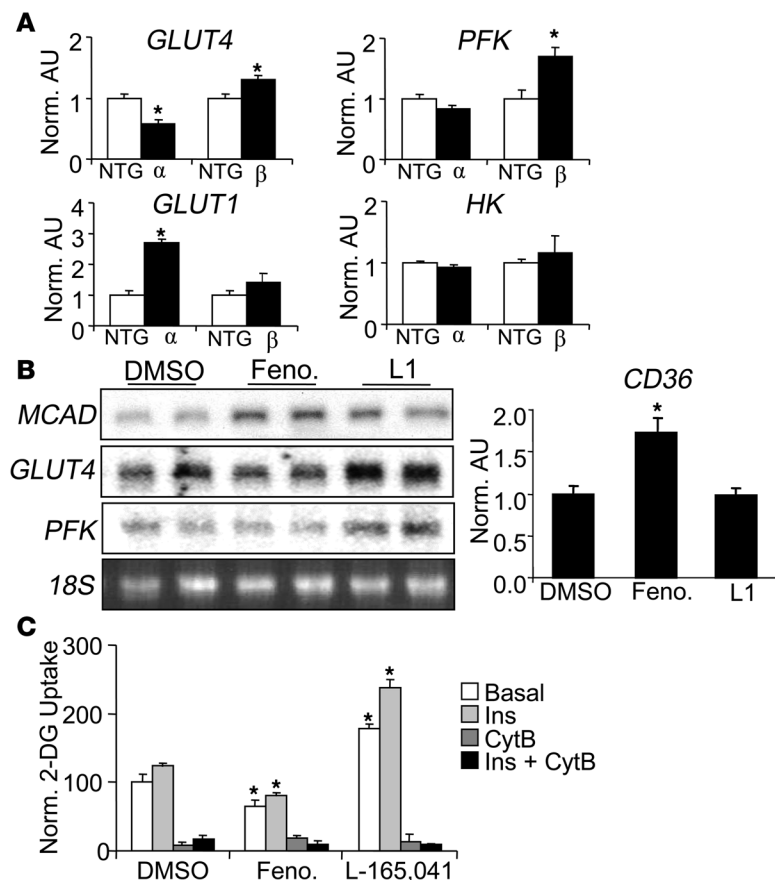 A
GLUT4
PFK
Norm. AU
2
1
0
*
*
NTG α NTG β
Norm. AU
2
1
0
*
NTG α NTG β
GLUT1
HK
Norm. AU
4
3
2
1
0
*
NTG α NTG β
Norm. AU
2
1
0
NTG α NTG β
B
DMSO Feno. L1
MCAD
GLUT4
PFK
18S
CD36
Norm. AU
2.0
1.5
1.0
0.5
0.0
*
DMSO Feno. L1
C
Norm. 2-DG Uptake
300
200
100
0
* *
* *
DMSO Feno. L-165,041
Basal
Ins
CytB
Ins + CytB